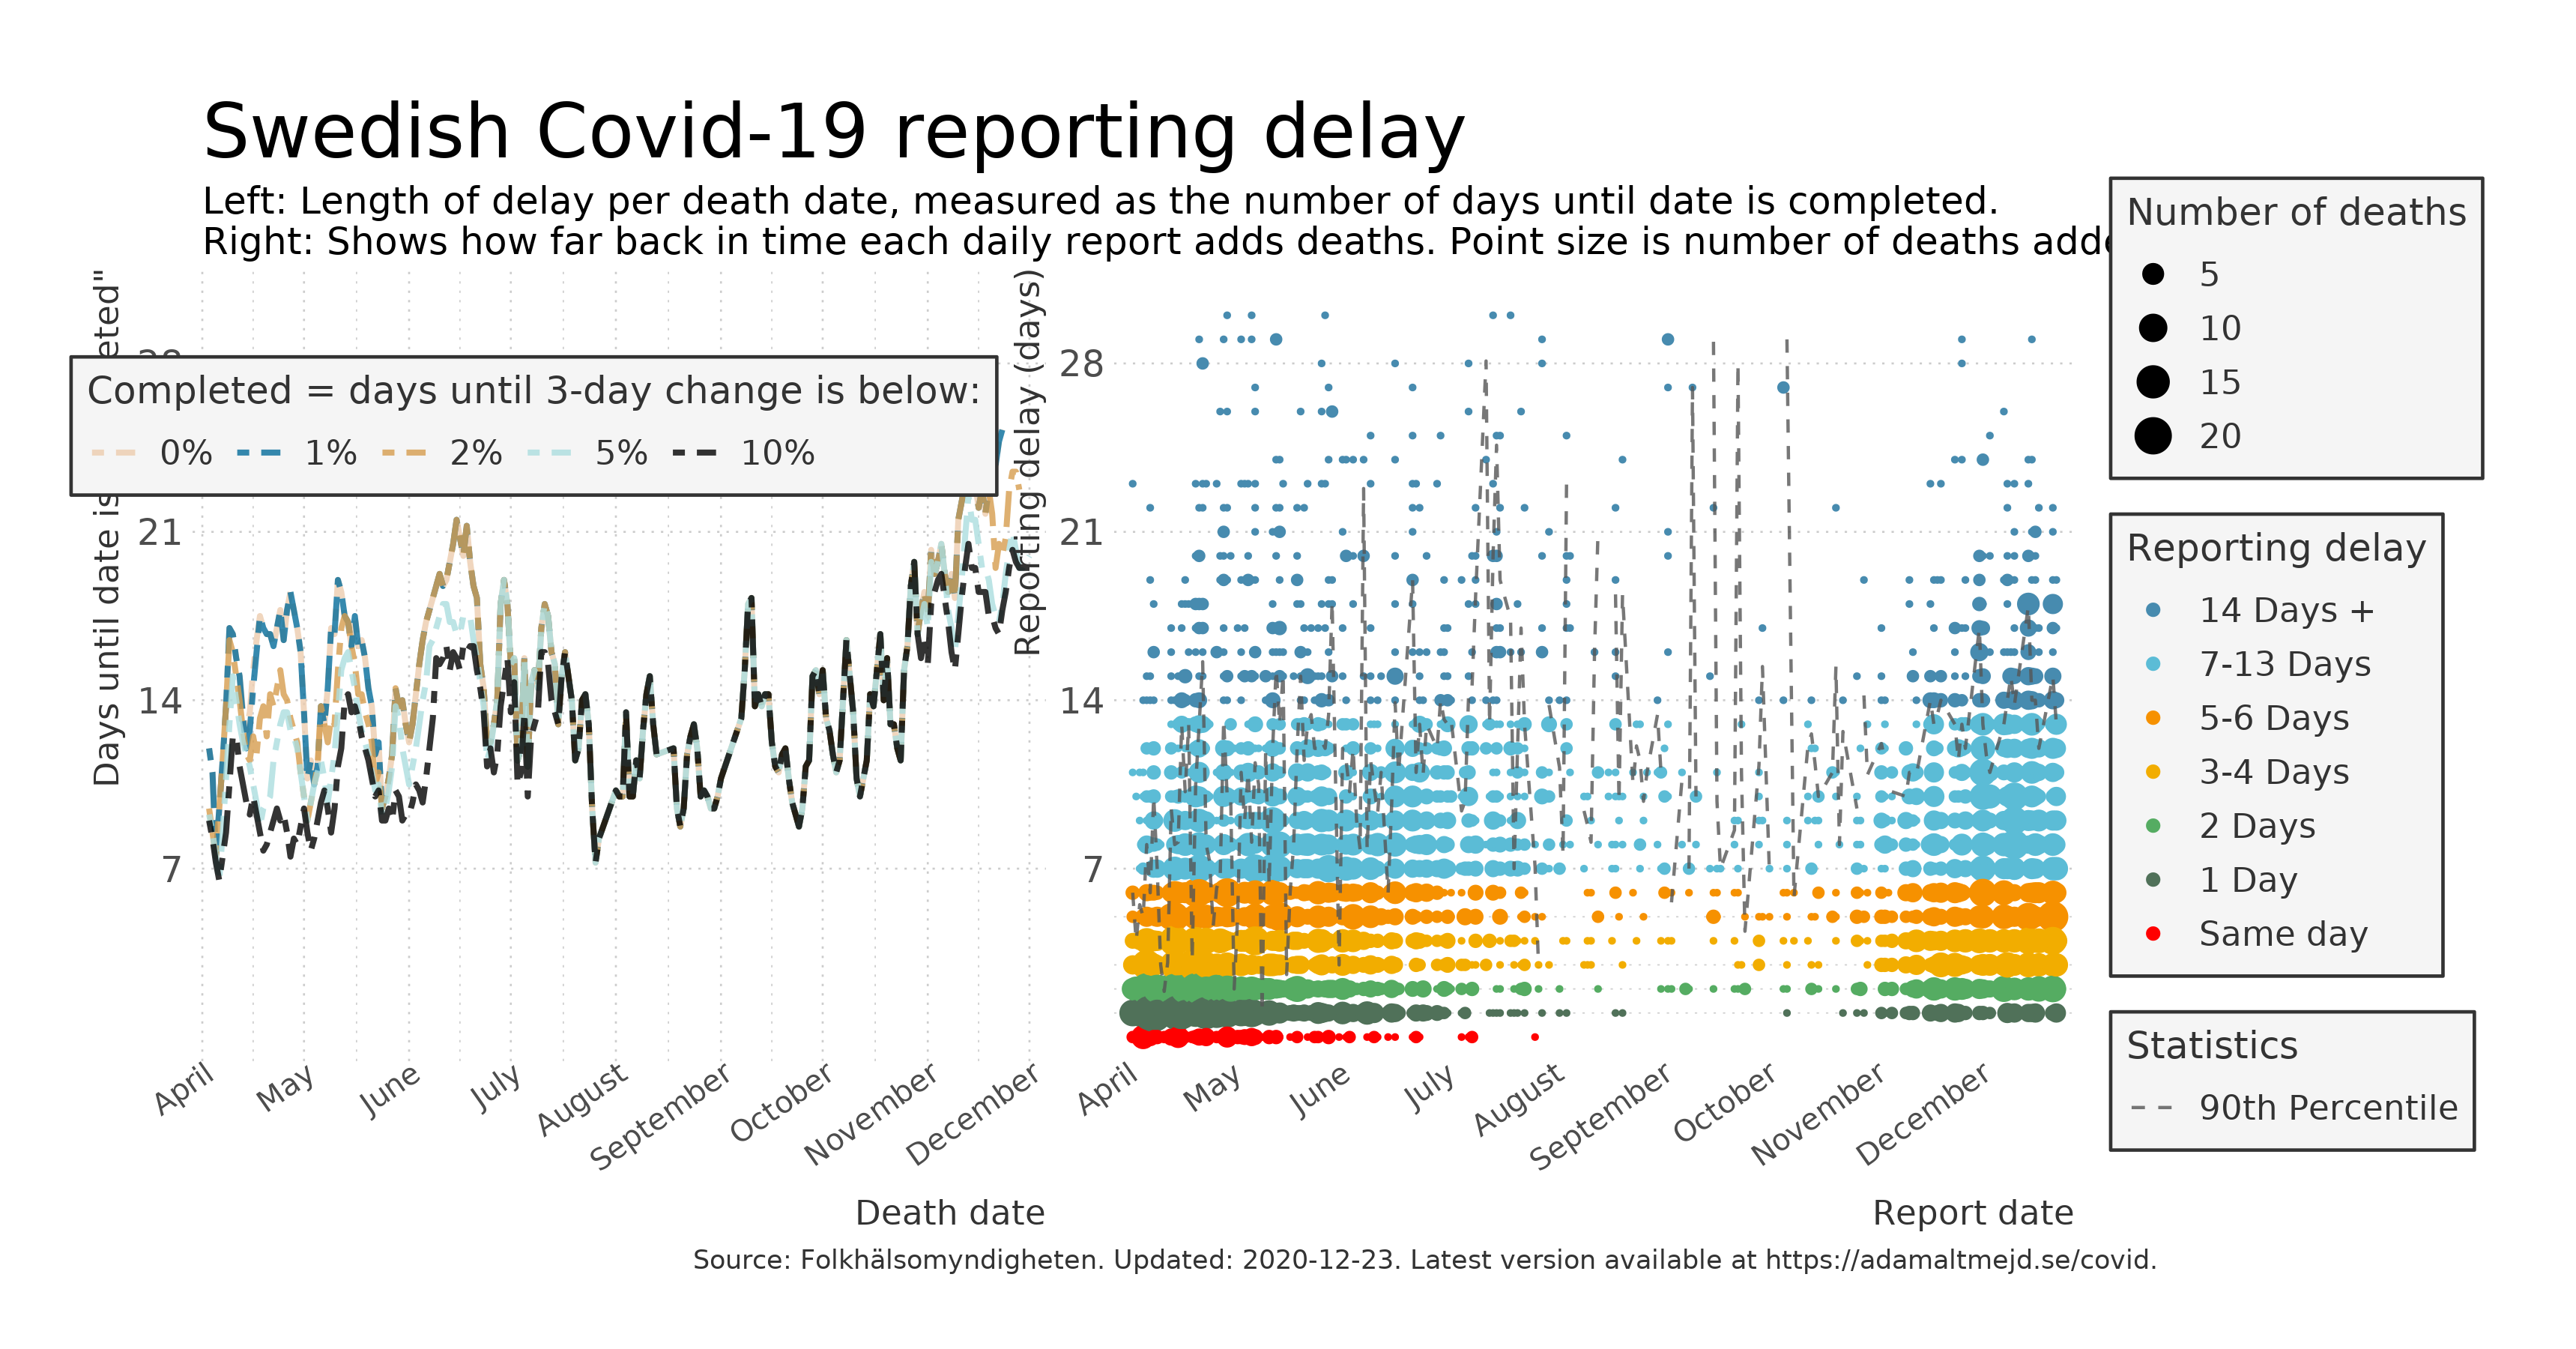 Swedish Covid-19 reporting delay
Left: Length of delay per death date, measured as the number of days until date is completed.
Right: Shows how far back in time each daily report adds deaths. Point size is number of deaths
Days until date is
21
14
7
Completed = days until 3-day change is below:
0% 1% 2% 5% 10%
April May June July August September October November December
Death date
Reporting delay (days)
28
21
14
7
April May June July August September October November December
Report date
Number of deaths
5
10
15
20
Reporting delay
14 Days +
7-13 Days
5-6 Days
3-4 Days
2 Days
1 Day
Same day
Statistics
90th Percentile
Source: Folkhälsomyndigheten. Updated: 2020-12-23. Latest version available at https://adamaltmejd.se/covid.